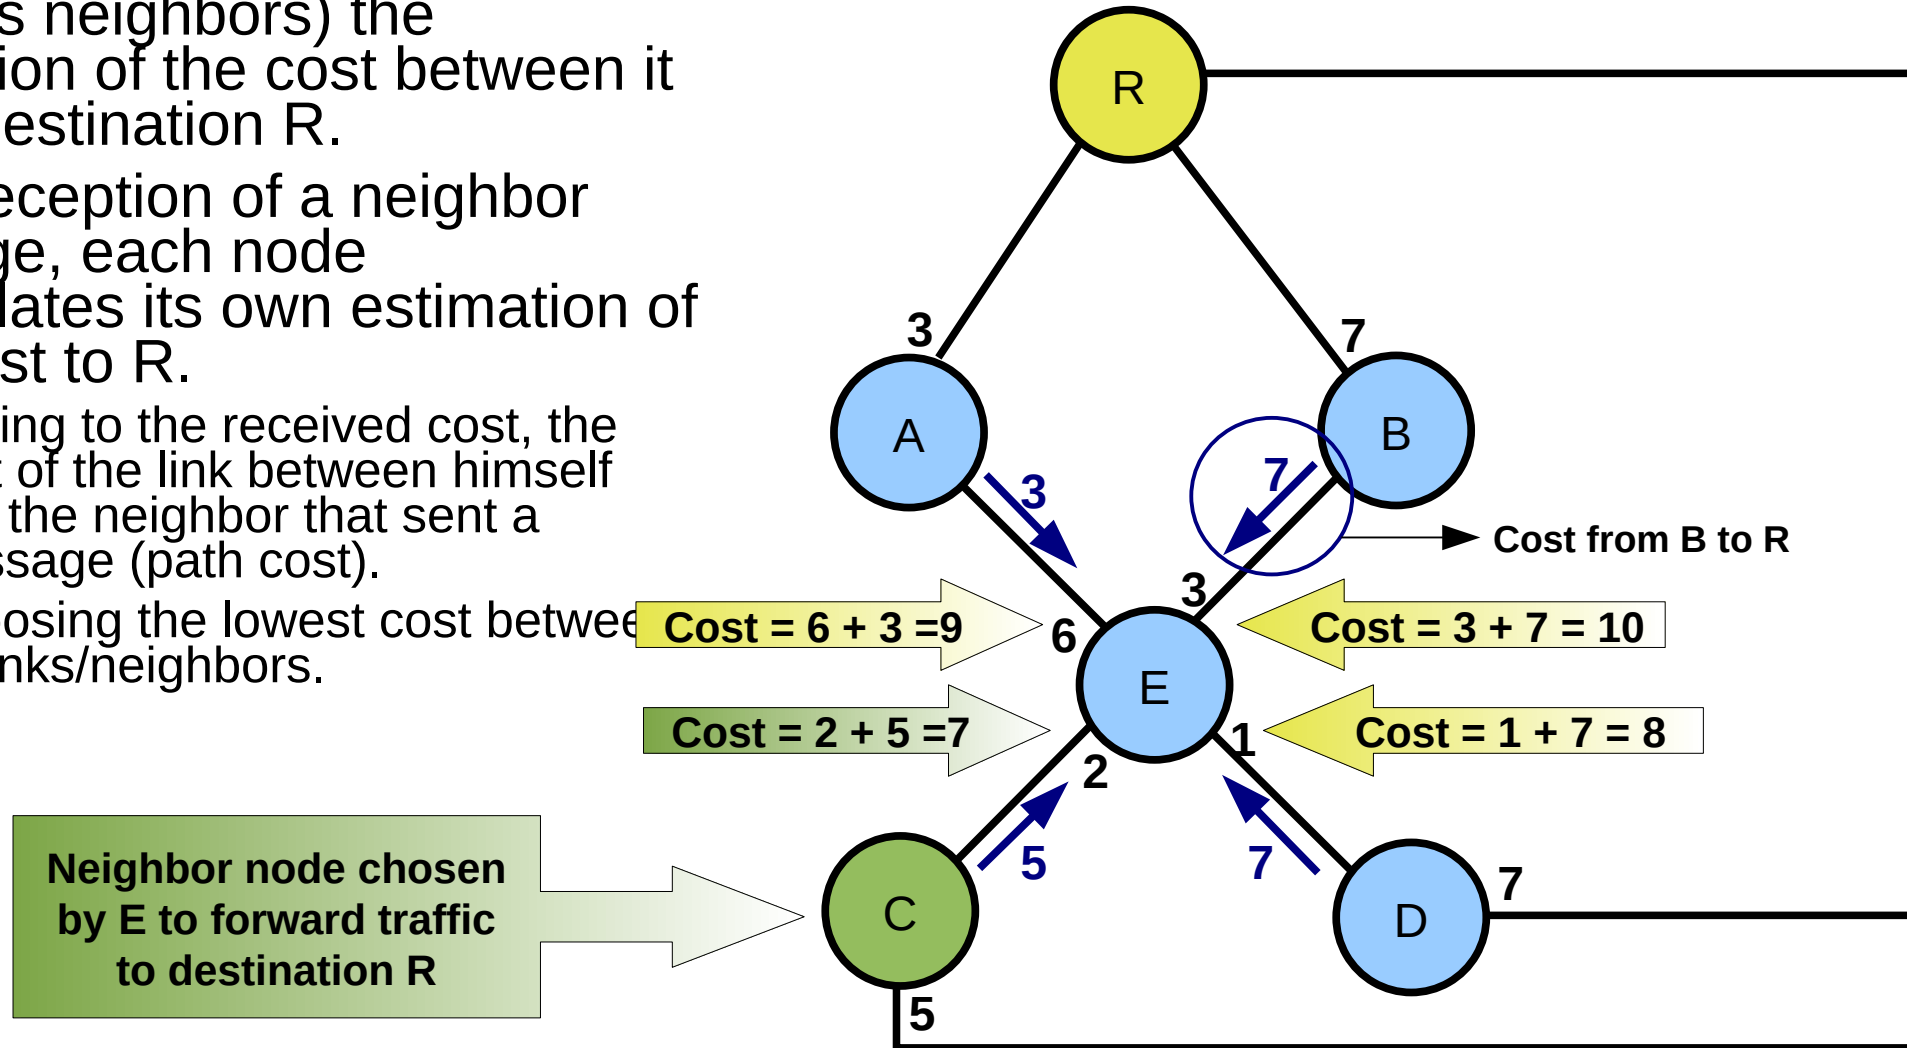 s neighbors) the
ion of the cost between it
estination R.
eception of a neighbor
ge, each node
lates its own estimation of
st to R.
ing to the received cost, the
t of the link between himself
the neighbor that sent a
ssage (path cost).
osing the lowest cost betwee
nks/neighbors.
R
3
7
A
B
3
7
Cost from B to R
3
Cost = 6 + 3 =9
6
Cost = 3 + 7 = 10
E
Cost = 2 + 5 =7
1
Cost = 1 + 7 = 8
2
5
7
Neighbor node chosen
by E to forward traffic
to destination R
C
D
7
5